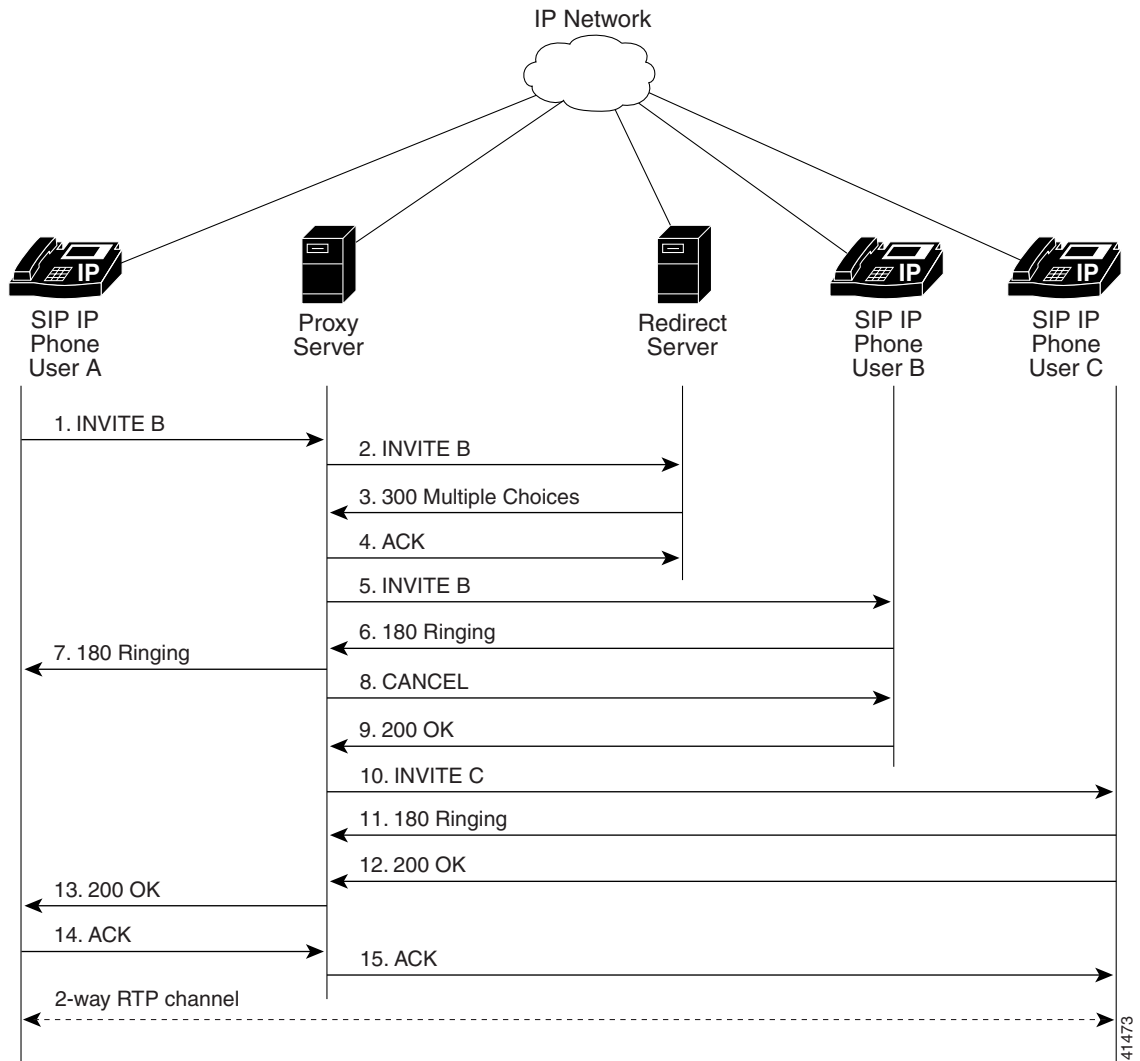 IP Network
IP
IP
IP
SIP IP
Phone
User A
Proxy
Server
Redirect
Server
SIP IP
Phone
User B
SIP IP
Phone
User C
1. INVITE B
2. INVITE B
3. 300 Multiple Choices
4. ACK
5. INVITE B
6. 180 Ringing
7. 180 Ringing
8. CANCEL
9. 200 OK
10. INVITE C
11. 180 Ringing
12. 200 OK
13. 200 OK
14. ACK
15. ACK
2-way RTP channel
41473